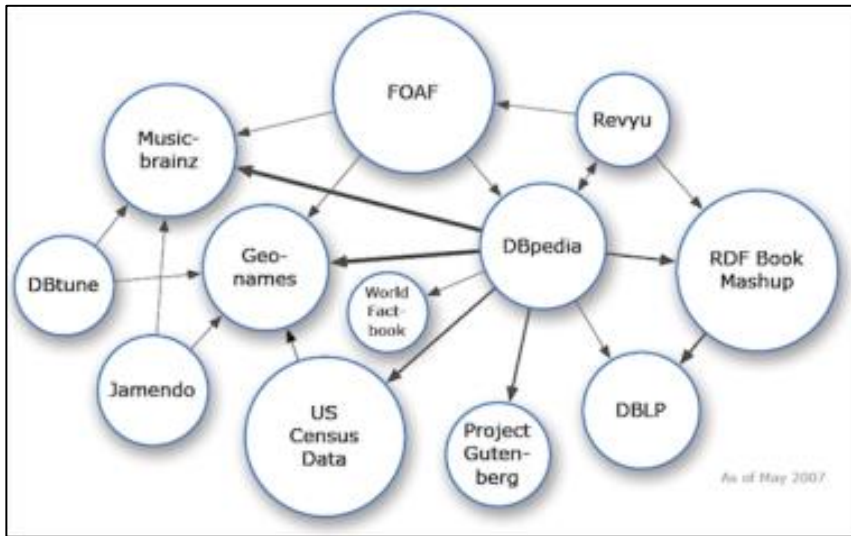 FOAF
Revyu
Music-
brainz
DBpedia
Geo-
names
RDF Book
Mashup
DBtune
World
Fact-
book
Jamendo
US
Census
Data
Project
Guten-
berg
DBLP
As of May 2007